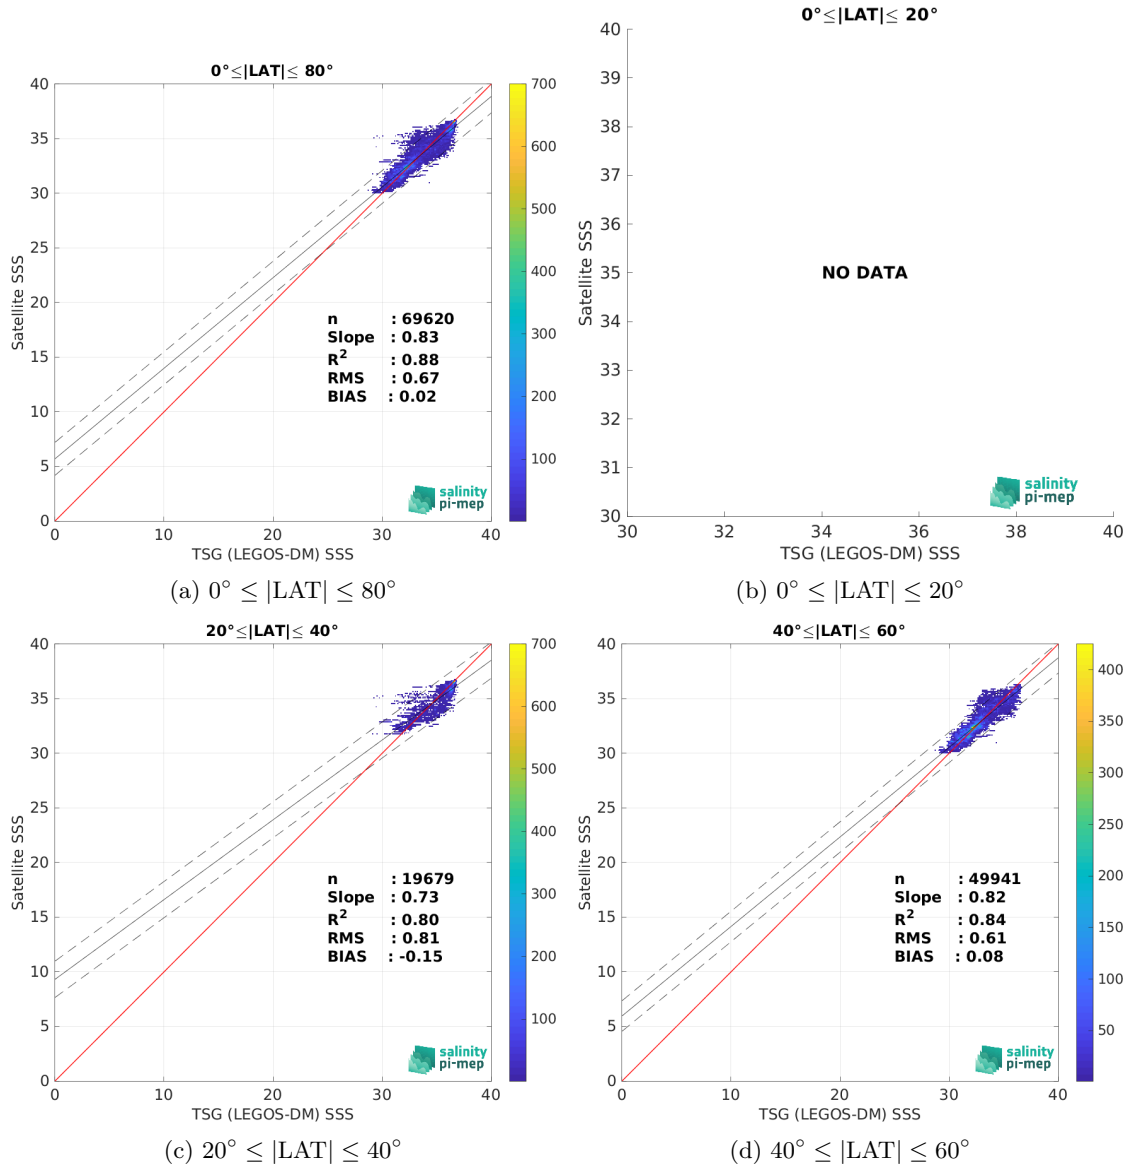 0°≤|LAT|≤ 80°
40
35
30
25
20
15
10
5
0
Satellite SSS
0
10
20
30
40
TSG (LEGOS-DM) SSS
700
600
500
400
300
200
100
n : 69620
Slope : 0.83
R² : 0.88
RMS : 0.67
BIAS : 0.02
salinity
pi-mep
(a) 0° ≤ |LAT| ≤ 80°
0°≤|LAT|≤ 20°
40
39
38
37
36
35
34
33
32
31
30
Satellite SSS
NO DATA
30
32
34
36
38
40
TSG (LEGOS-DM) SSS
salinity
pi-mep
(b) 0° ≤ |LAT| ≤ 20°
20°≤|LAT|≤ 40°
40
35
30
25
20
15
10
5
0
Satellite SSS
0
10
20
30
40
TSG (LEGOS-DM) SSS
700
600
500
400
300
200
100
n : 19679
Slope : 0.73
R² : 0.80
RMS : 0.81
BIAS : -0.15
salinity
pi-mep
(c) 20° ≤ |LAT| ≤ 40°
40°≤|LAT|≤ 60°
40
35
30
25
20
15
10
5
0
Satellite SSS
0
10
20
30
40
TSG (LEGOS-DM) SSS
400
350
300
250
200
150
100
50
n : 49941
Slope : 0.82
R² : 0.84
RMS : 0.61
BIAS : 0.08
salinity
pi-mep
(d) 40° ≤ |LAT| ≤ 60°